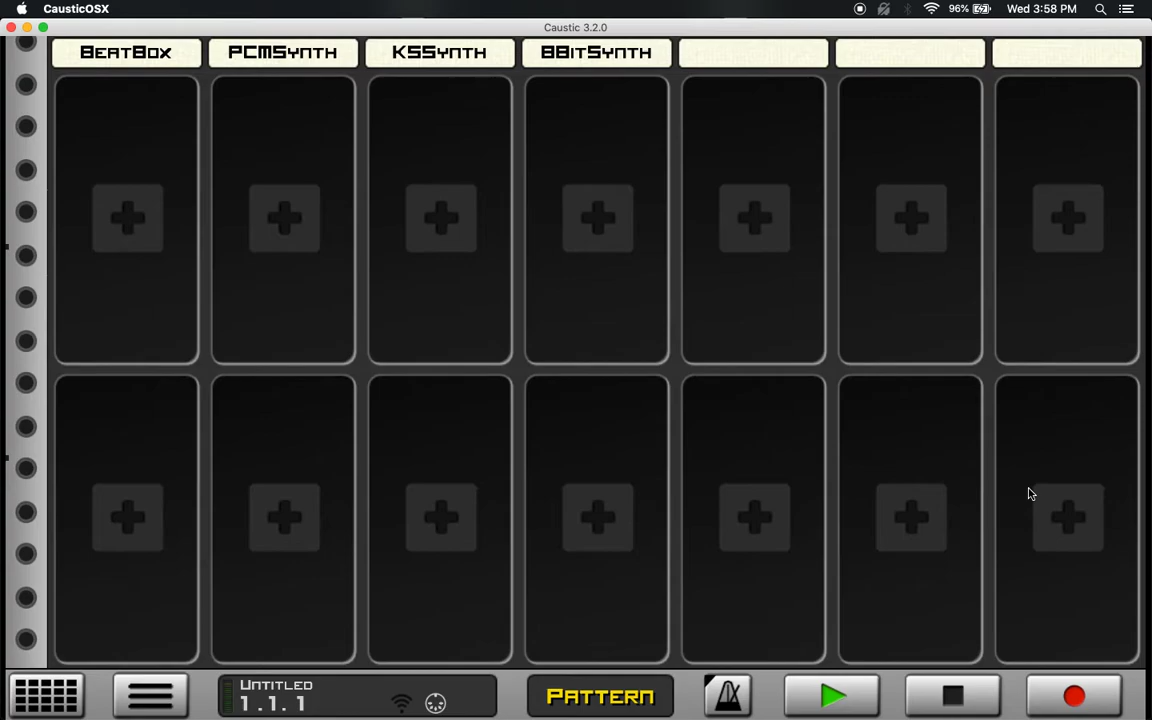 CausticOSX
96%
Wed 3:58 PM
Caustic 3.2.0
BeatBox
PCMSynth
KSSynth
8BitSynth
Untitled
1.1.1
Pattern